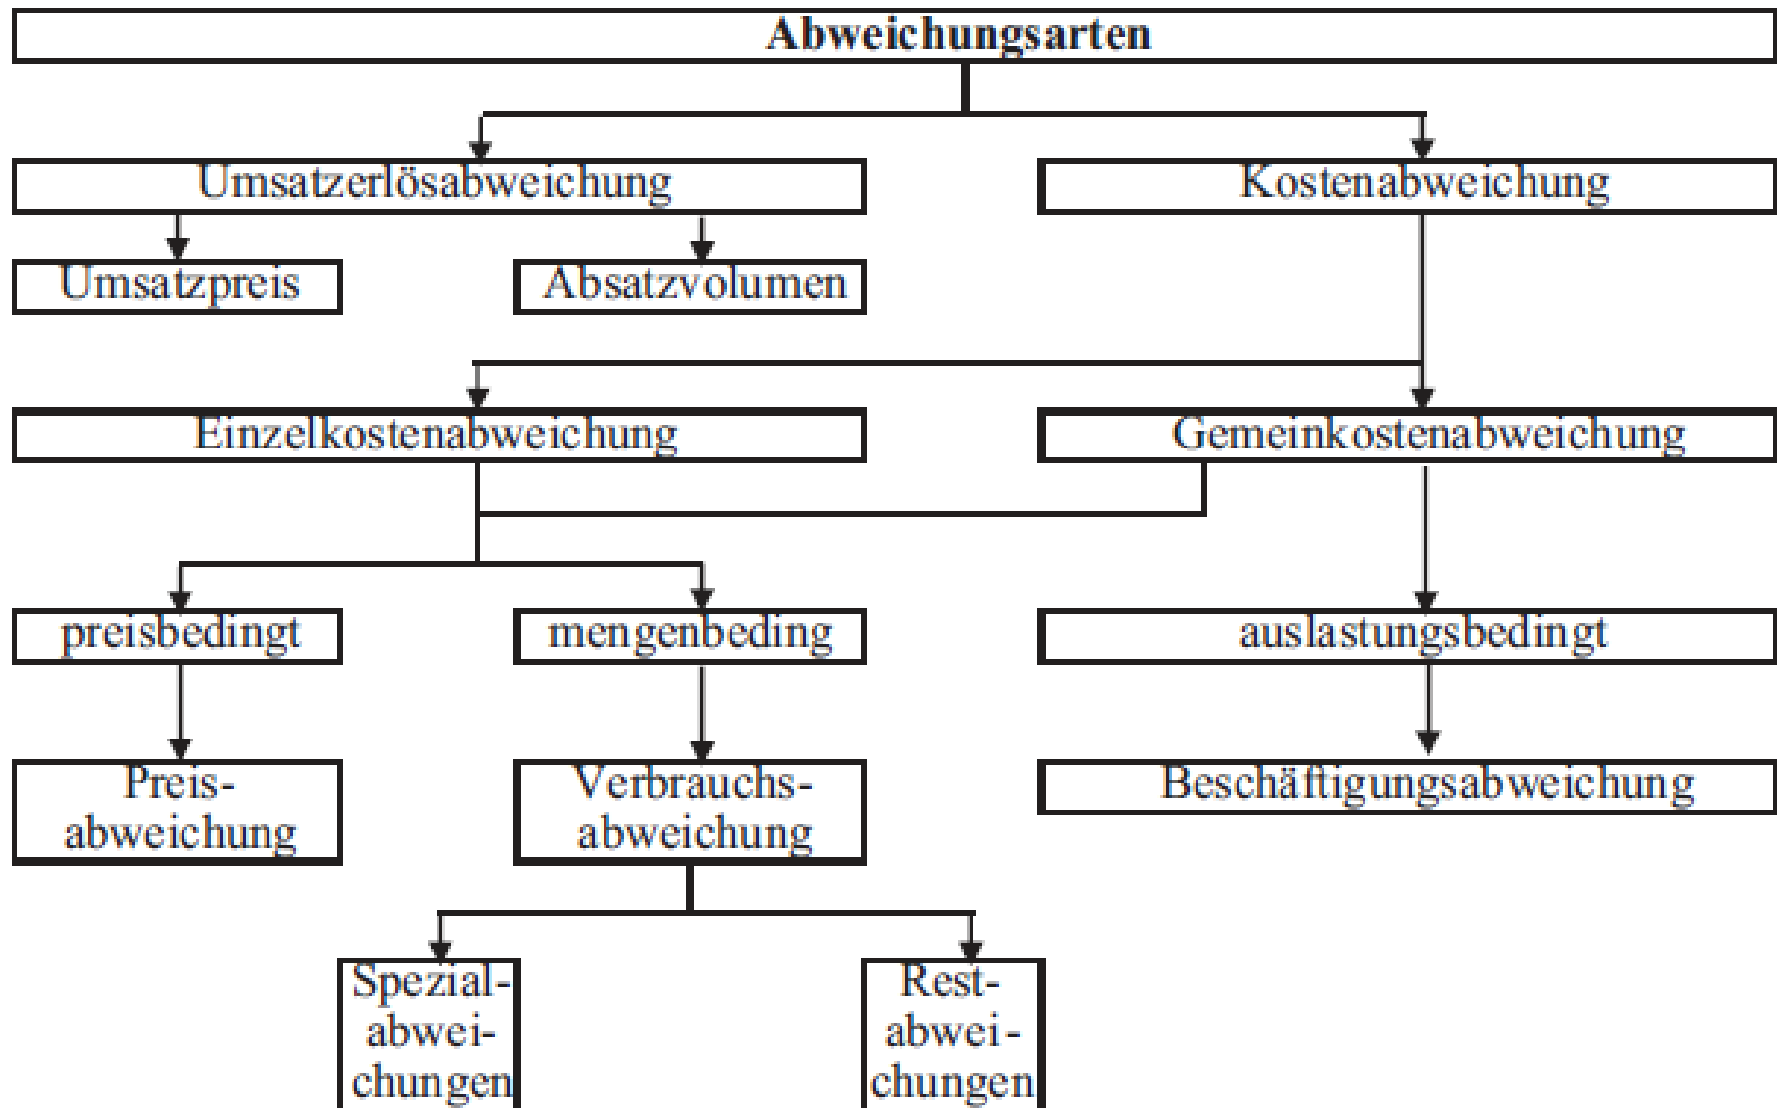 Abweichungsarten
Umsatzerlösabweichung
Kostenabweichung
Umsatzpreis
Absatzvolumen
Einzelkostenabweichung
Gemeinkostenabweichung
preisbedingt
mengenbeding
auslastungsbedingt
Preis-
abweichung
Verbrauchs-
abweichung
Beschäftigungsabweichung
Spezial-
abwei-
chungen
Rest-
abwei-
chungen